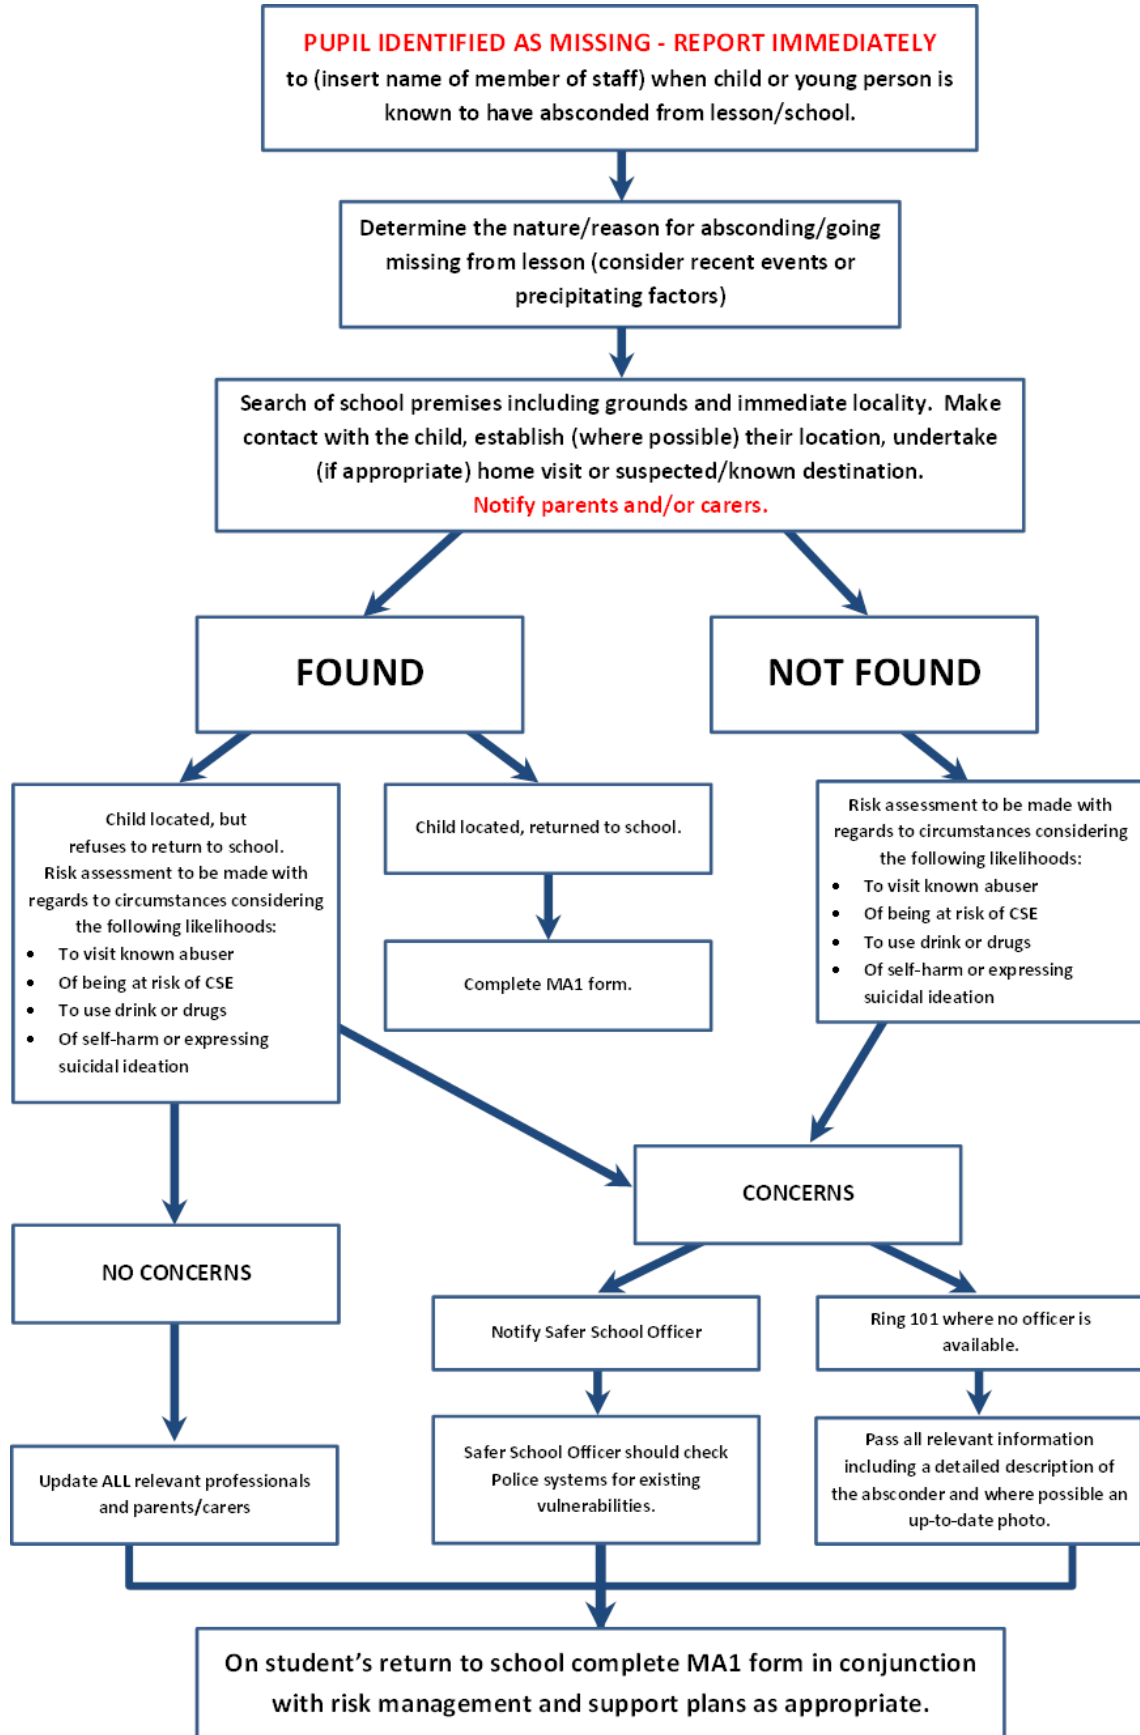 PUPIL IDENTIFIED AS MISSING - REPORT IMMEDIATELY
to (insert name of member of staff) when child or young person is
known to have absconded from lesson/school.
Determine the nature/reason for absconding/going
missing from lesson (consider recent events or
precipitating factors)
Search of school premises including grounds and immediate locality.  Make
contact with the child, establish (where possible) their location, undertake
(if appropriate) home visit or suspected/known destination.
Notify parents and/or carers.
FOUND
NOT FOUND
Child located, but
refuses to return to school.
Risk assessment to be made with
regards to circumstances considering
the following likelihoods:
• To visit known abuser
• Of being at risk of CSE
• To use drink or drugs
• Of self-harm or expressing
suicidal ideation
Child located, returned to school.
Complete MA1 form.
Risk assessment to be made with
regards to circumstances considering
the following likelihoods:
• To visit known abuser
• Of being at risk of CSE
• To use drink or drugs
• Of self-harm or expressing
suicidal ideation
CONCERNS
NO CONCERNS
Notify Safer School Officer
Ring 101 where no officer is
available.
Update ALL relevant professionals
and parents/carers
Safer School Officer should check
Police systems for existing
vulnerabilities.
Pass all relevant information
including a detailed description of
the absconder and where possible an
up-to-date photo.
On student's return to school complete MA1 form in conjunction
with risk management and support plans as appropriate.